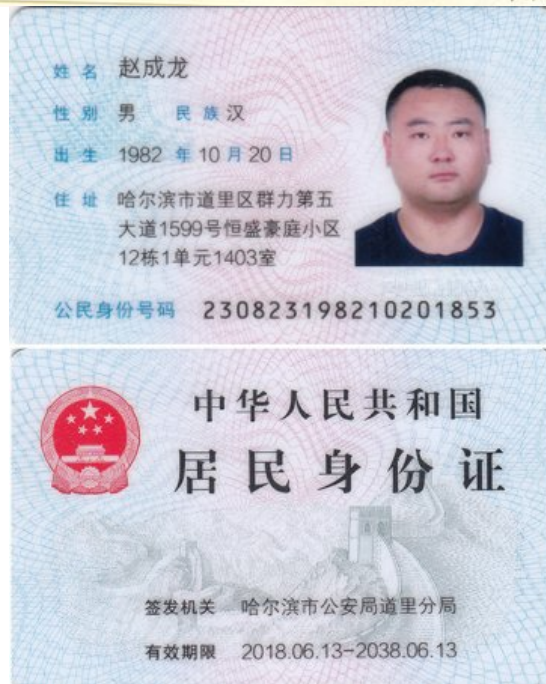 姓名 赵成龙
性别 男 民族 汉
出生 1982 年 10 月 20 日
住址 哈尔滨市道里区群力第五
大道1599号恒盛豪庭小区
12栋1单元1403室
公民身份号码 230823198210201853
中华人民共和国
居民身份证
签发机关 哈尔滨市公安局道里分局
有效期限 2018.06.13-2038.06.13